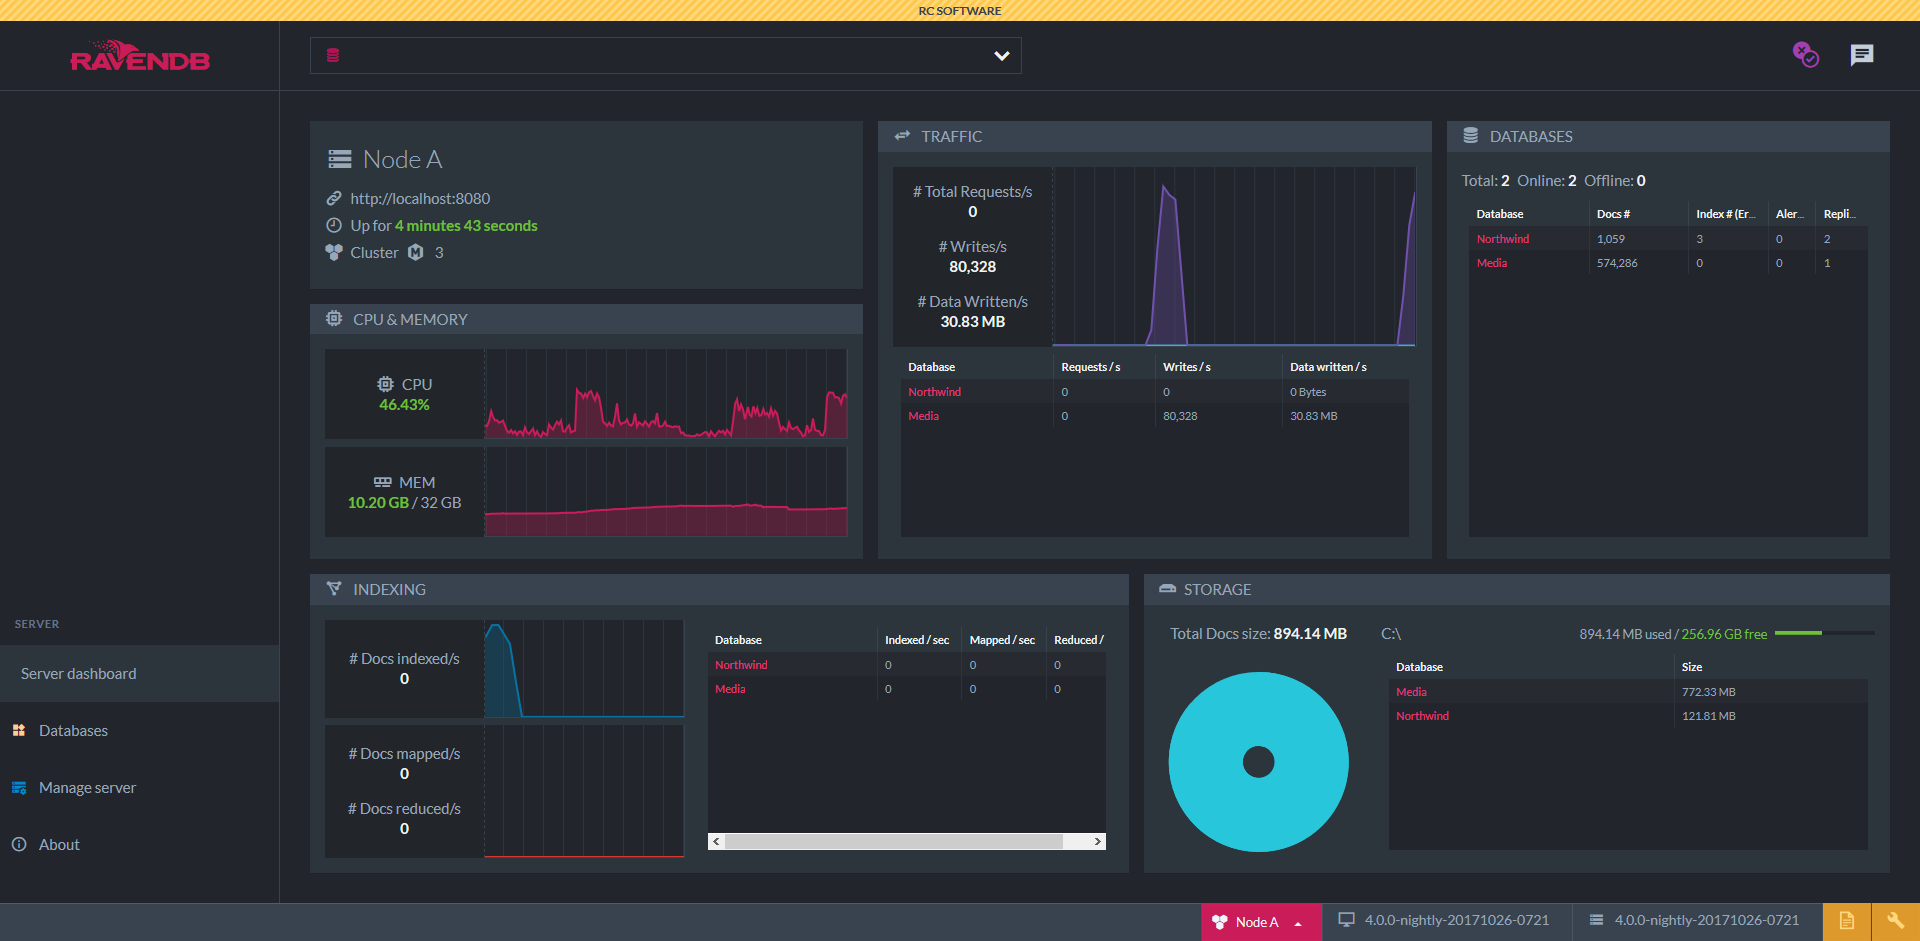 RC SOFTWARE
RAVENDB
Node A
http://localhost:8080
Up for 4 minutes 43 seconds
Cluster M 3
CPU & MEMORY
CPU
46.43%
MEM
10.20 GB / 32 GB
TRAFFIC
# Total Requests/s
0
# Writes/s
80,328
# Data Written/s
30.83 MB
Database Requests / s Writes / s Data written / s
Northwind 0 0 0 Bytes
Media 0 80,328 30.83 MB
DATABASES
Total: 2 Online: 2 Offline: 0
Database Docs # Index # (Er... Aler... Repli...
Northwind 1,059 3 0 2
Media 574,286 0 0 1
INDEXING
# Docs indexed/s
0
# Docs mapped/s
0
# Docs reduced/s
0
Database Indexed / sec Mapped / sec Reduced /
Northwind 0 0 0
Media 0 0 0
STORAGE
Total Docs size: 894.14 MB
C:\ 894.14 MB used / 256.96 GB free
Database Size
Media 772.33 MB
Northwind 121.81 MB
SERVER
Server dashboard
Databases
Manage server
About
Node A 4.0.0-nightly-20171026-0721 4.0.0-nightly-20171026-0721